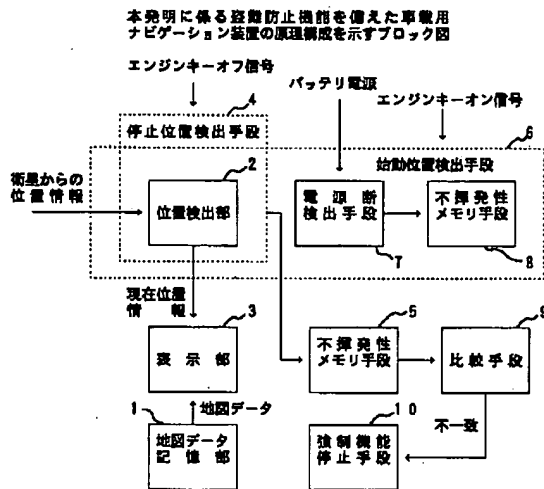 本発明に係る盗難防止機能を備えた車載用
ナビゲーション装置の原理構成を示すブロック図
エンジンキーオフ信号
バッテリ電源
エンジンキーオン信号
4
6
停止位置検出手段
始動位置検出手段
衛星からの
位置情報
2
位置検出部
電源断
検出手段
7
不揮発性
メモリ手段
8
現在位置
情報
3
表示部
5
不揮発性
メモリ手段
9
比較手段
1
地図データ
地図データ
記憶部
10
強制機能
停止手段
不一致